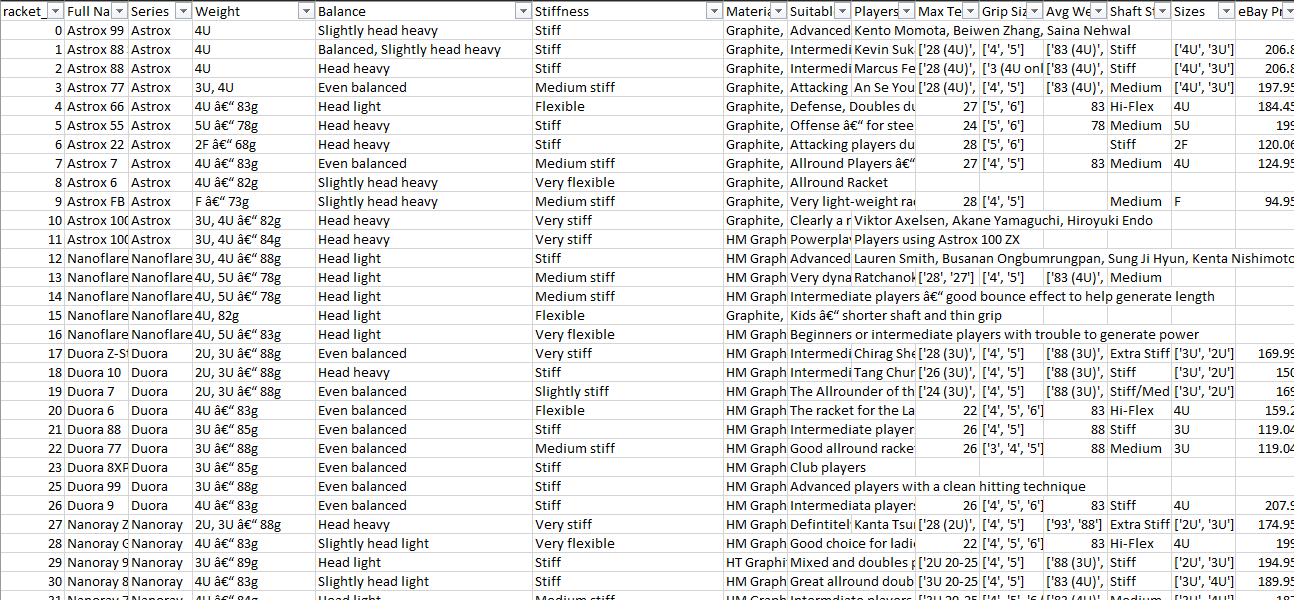 racket_ Full Na Series Weight Balance Stiffness Materia Suitabl Players Max Te Grip Siz Avg We Shaft St Sizes eBay Pr
0 Astrox 99 Astrox 4U Slightly head heavy Stiff Graphite, Advanced Kento Momota, Beiwen Zhang, Saina Nehwal
1 Astrox 88 Astrox 4U Balanced, Slightly head heavy Stiff Graphite, Intermedi Kevin Suk ['28 (4U)', ['4', '5'] ['83 (4U)', Stiff ['4U', '3U'] 206.8
2 Astrox 88 Astrox 4U Head heavy Stiff Graphite, Intermedi Marcus Fe ['28 (4U)', ['3 (4U onl ['83 (4U)', Stiff ['4U', '3U'] 206.8
3 Astrox 77 Astrox 3U, 4U Even balanced Medium stiff Graphite, Attacking An Se You ['28 (4U)', ['4', '5'] ['83 (4U)', Medium ['4U', '3U'] 197.95
4 Astrox 66 Astrox 4U â€“ 83g Head light Flexible Graphite, Defense, Doubles du 27 ['5', '6'] 83 Hi-Flex 4U 184.45
5 Astrox 55 Astrox 5U â€“ 78g Head heavy Stiff Graphite, Offense â€“ for stee 24 ['5', '6'] 78 Medium 5U 199
6 Astrox 22 Astrox 2F â€“ 68g Head heavy Stiff Graphite, Attacking players du 28 ['5', '6'] Stiff 2F 120.06
7 Astrox 7 Astrox 4U â€“ 83g Even balanced Medium stiff Graphite, Allround Players â€“ 27 ['4', '5'] 83 Medium 4U 124.95
8 Astrox 6 Astrox 4U â€“ 82g Slightly head heavy Very flexible Graphite, Allround Racket
9 Astrox FB Astrox F â€“ 73g Slightly head heavy Medium stiff Graphite, Very light-weight rac 28 ['4', '5'] Medium F 94.95
10 Astrox 100 Astrox 3U, 4U â€“ 82g Head heavy Very stiff Graphite, Clearly a r Viktor Axelsen, Akane Yamaguchi, Hiroyuki Endo
11 Astrox 100 Astrox 3U, 4U â€“ 84g Head heavy Very stiff HM Graph Powerplay Players using Astrox 100 ZX
12 Nanoflare Nanoflare 3U, 4U â€“ 88g Head light Stiff HM Graph Advanced Lauren Smith, Busanan Ongbumrungpan, Sung Ji Hyun, Kenta Nishimoto
13 Nanoflare Nanoflare 4U, 5U â€“ 78g Head light Medium stiff HM Graph Very dyna Ratchanok ['28', '27'] ['4', '5'] ['83 (4U)', Medium
14 Nanoflare Nanoflare 4U, 5U â€“ 78g Head light Medium stiff HM Graph Intermediate players â€“ good bounce effect to help generate length
15 Nanoflare Nanoflare 4U, 82g Head light Flexible Graphite, Kids â€“ shorter shaft and thin grip
16 Nanoflare Nanoflare 4U, 5U â€“ 83g Head light Very flexible HM Graph Beginners or intermediate players with trouble to generate power
17 Duora Z-St Duora 2U, 3U â€“ 88g Even balanced Very stiff HM Graph Intermedi Chirag She ['28 (3U)', ['4', '5'] ['88 (3U)', Extra Stiff ['3U', '2U'] 169.99
18 Duora 10 Duora 2U, 3U â€“ 88g Head heavy Stiff HM Graph Intermedi Tang Chun ['26 (3U)', ['4', '5'] ['88 (3U)', Stiff ['3U', '2U'] 150
19 Duora 7 Duora 2U, 3U â€“ 88g Even balanced Slightly stiff HM Graph The Allrounder of th ['24 (3U)', ['4', '5'] ['88 (3U)', Stiff/Med ['3U', '2U'] 169
20 Duora 6 Duora 4U â€“ 83g Even balanced Flexible HM Graph The racket for the La 22 ['4', '5', '6'] 83 Hi-Flex 4U 159.2
21 Duora 88 Duora 3U â€“ 85g Even balanced Stiff HM Graph Intermediate player 26 ['4', '5'] 88 Stiff 3U 119.04
22 Duora 77 Duora 3U â€“ 88g Even balanced Medium stiff HM Graph Good allround racke 26 ['3', '4', '5'] 88 Medium 3U 119.04
23 Duora 8XP Duora 3U â€“ 85g Even balanced Stiff HM Graph Club players
25 Duora 99 Duora 3U â€“ 88g Even balanced Stiff HM Graph Advanced players with a clean hitting technique
26 Duora 9 Duora 4U â€“ 83g Even balanced Stiff HM Graph Intermediata players 26 ['4', '5', '6'] 83 Stiff 4U 207.9
27 Nanoray Z Nanoray 2U, 3U â€“ 88g Head heavy Very stiff HM Graph Defintitel Kanta Tsu ['28 (2U)', ['4', '5'] ['93', '88'] Extra Stiff ['2U', '3U'] 174.95
28 Nanoray G Nanoray 4U â€“ 83g Slightly head light Very flexible HM Graph Good choice for ladi 22 ['4', '5', '6'] 83 Hi-Flex 4U 199
29 Nanoray 9 Nanoray 3U â€“ 89g Head light Stiff HT Graphi Mixed and doubles p ['2U 20-25 ['4', '5'] ['88 (3U)', Stiff ['2U', '3U'] 194.95
30 Nanoray 8 Nanoray 4U â€“ 83g Slightly head light Stiff HM Graph Great allround doub ['3U 20-25 ['4', '5'] ['83 (4U)', Stiff ['3U', '4U'] 189.95